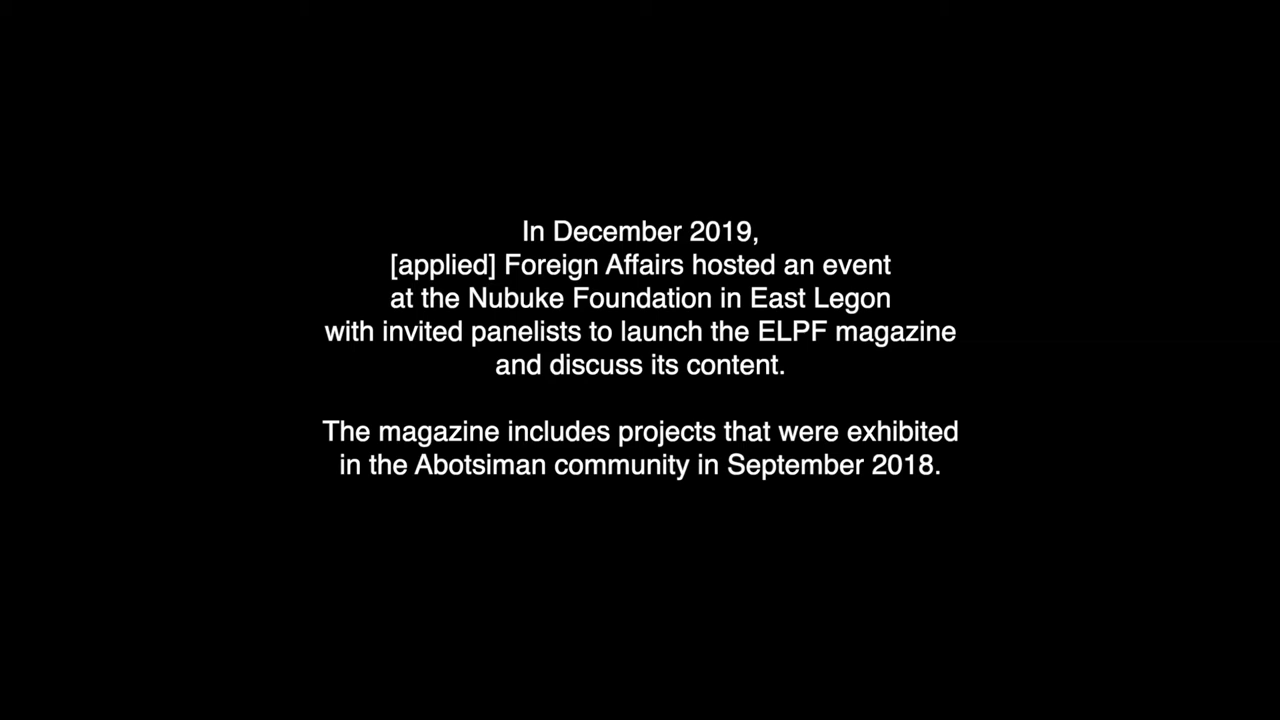 In December 2019,
[applied] Foreign Affairs hosted an event
at the Nubuke Foundation in East Legon
with invited panelists to launch the ELPF magazine
and discuss its content.
The magazine includes projects that were exhibited
in the Abotsiman community in September 2018.